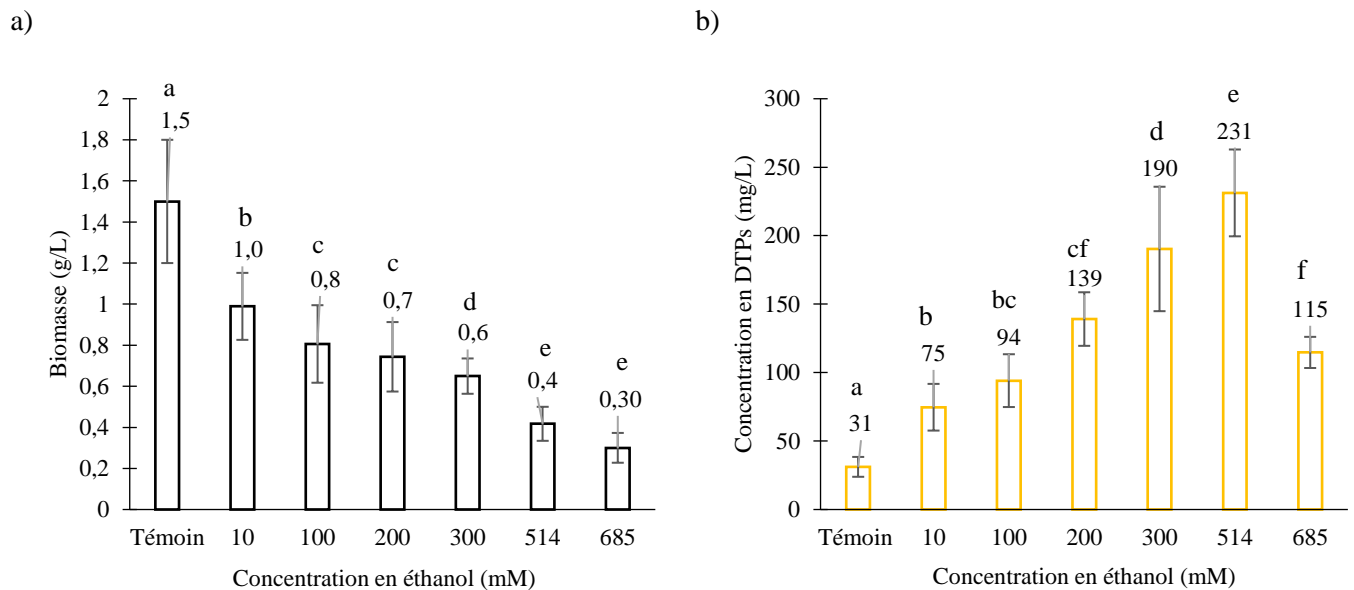 a)
Biomasse (g/L)
2
1,8
1,6
1,4
1,2
1
0,8
0,6
0,4
0,2
0
a
1,5
b
1,0
c
0,8
c
0,7
d
0,6
e
0,4
e
0,30
Témoin 10 100 200 300 514 685
Concentration en éthanol (mM)
b)
Concentration en DTPs (mg/L)
300
250
200
150
100
50
0
a
31
b
75
bc
94
cf
139
d
190
e
231
f
115
Témoin 10 100 200 300 514 685
Concentration en éthanol (mM)